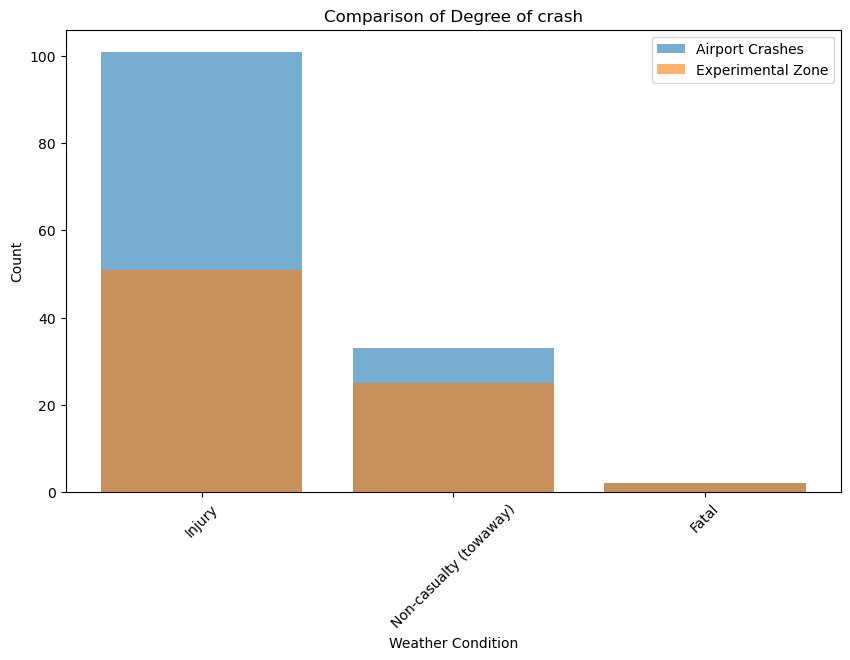 Comparison of Degree of crash
Airport Crashes
Experimental Zone
Count
100
80
60
40
20
0
Injury
Non-casualty (towaway)
Fatal
Weather Condition